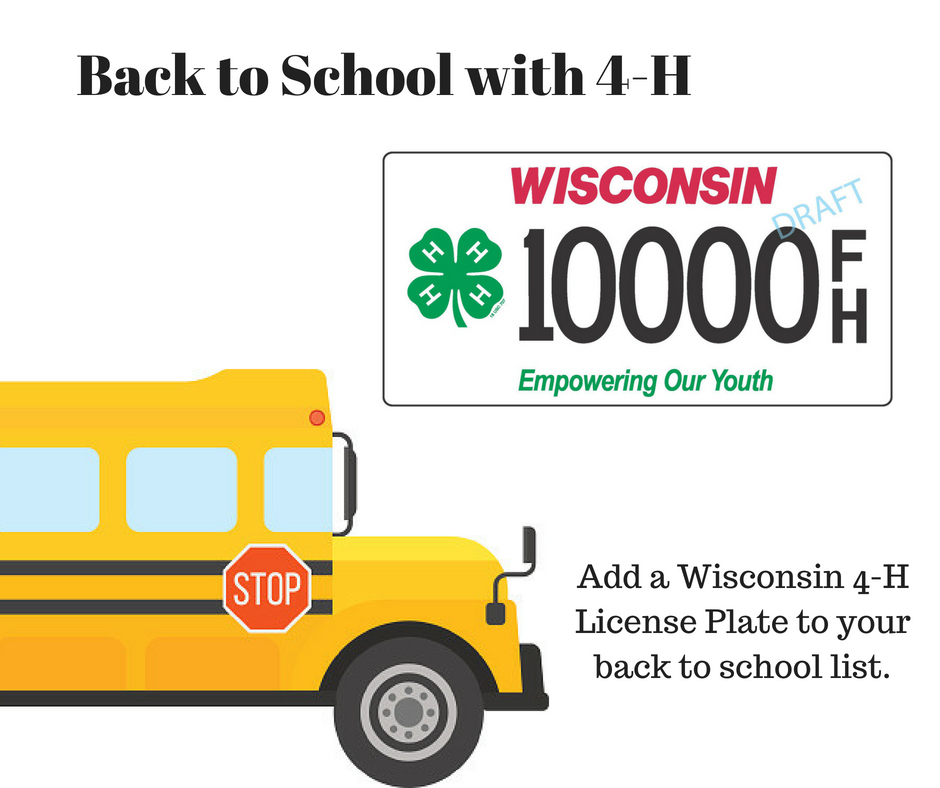 Back to School with 4-H
WISCONSIN
DRAFT
H H H H
10000
F
H
Empowering Our Youth
STOP
Add a Wisconsin 4-H
License Plate to your
back to school list.